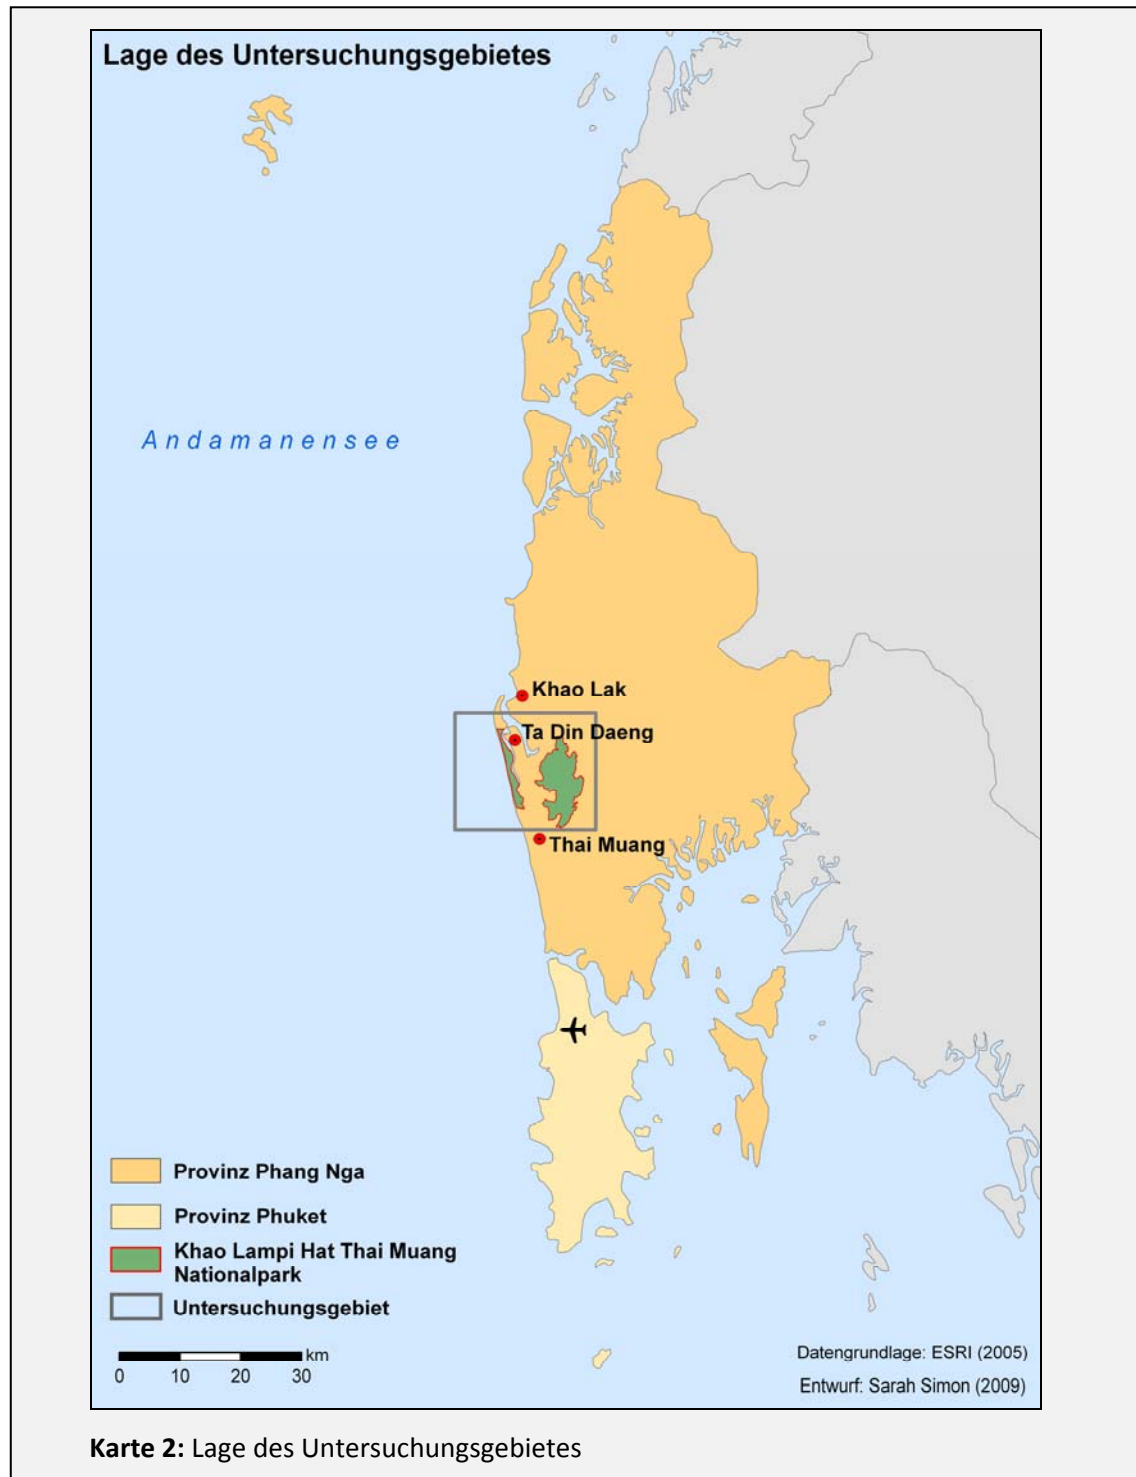 Lage des Untersuchungsgebietes
Andamanensee
Khao Lak
Ta Din Daeng
Thai Muang
Provinz Phang Nga
Provinz Phuket
Khao Lampi Hat Thai Muang
Nationalpark
Untersuchungsgebiet
km
0 10 20 30
Datengrundlage: ESRI (2005)
Entwurf: Sarah Simon (2009)
Karte 2: Lage des Untersuchungsgebietes